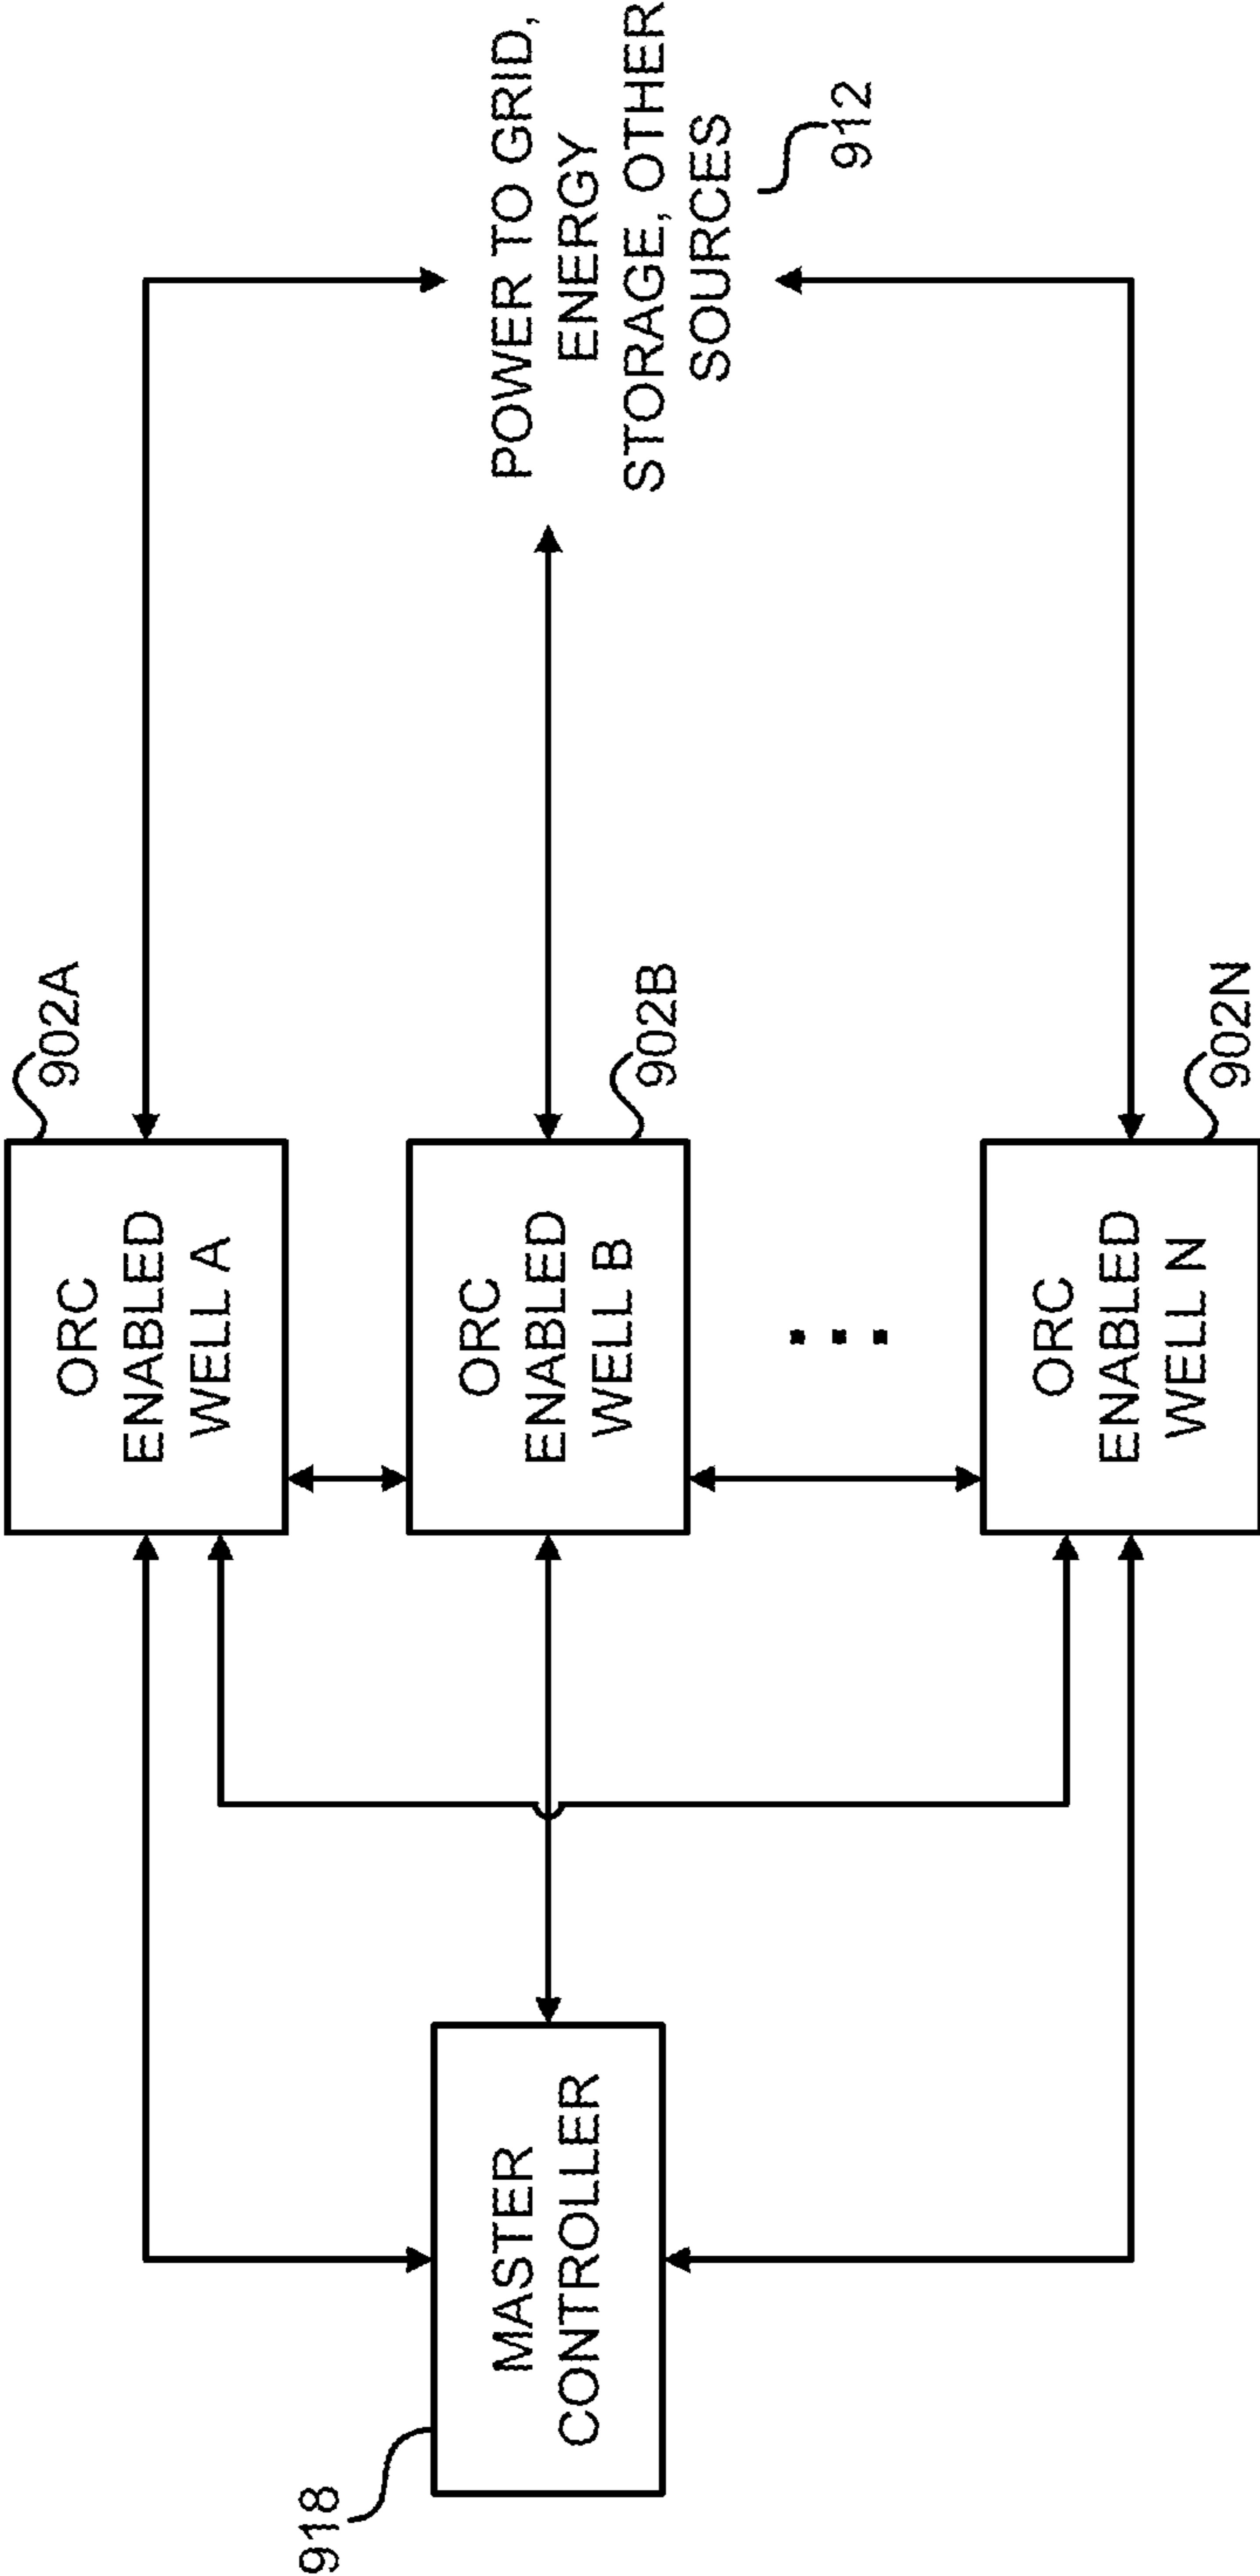 902A
ORC
ENABLED
WELL A
918
MASTER
CONTROLLER
902B
ORC
ENABLED
WELL B
POWER TO GRID,
ENERGY
STORAGE, OTHER
SOURCES
912
902N
ORC
ENABLED
WELL N